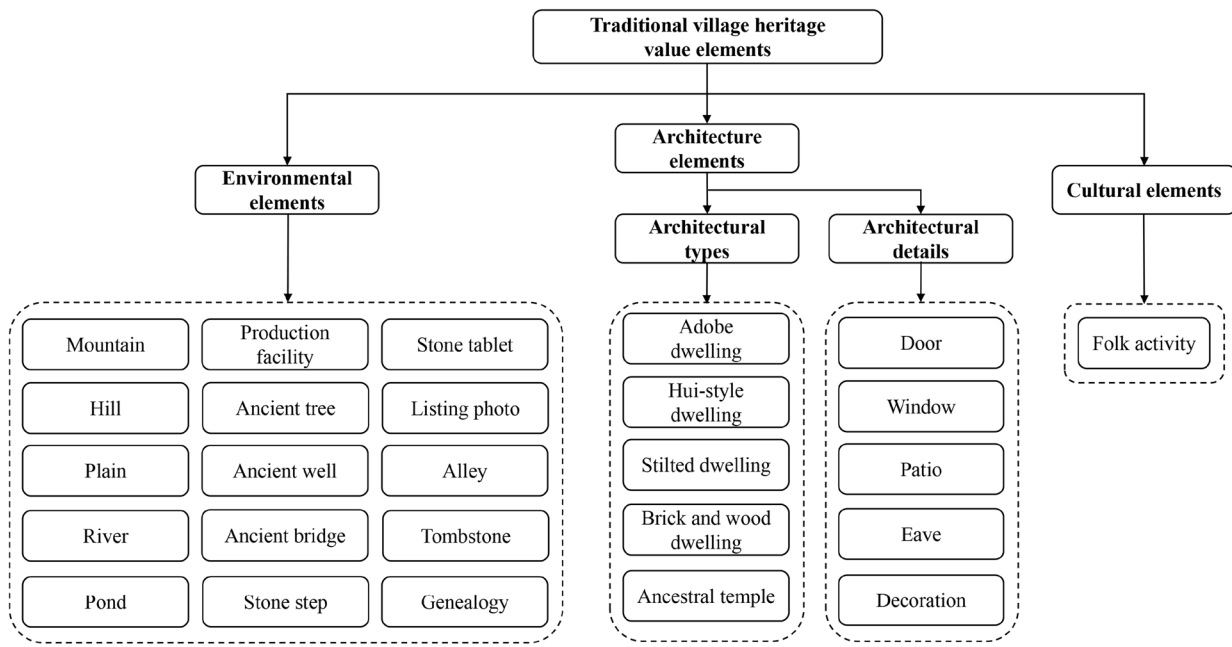 Traditional village heritage
value elements
Architecture
elements
Environmental
elements
Cultural elements
Architectural
types
Architectural
details
Mountain
Production
facility
Stone tablet
Hill
Ancient tree
Listing photo
Plain
Ancient well
Alley
River
Ancient bridge
Tombstone
Pond
Stone step
Genealogy
Adobe
dwelling
Hui-style
dwelling
Stilted dwelling
Brick and wood
dwelling
Ancestral temple
Door
Window
Patio
Eave
Decoration
Folk activity